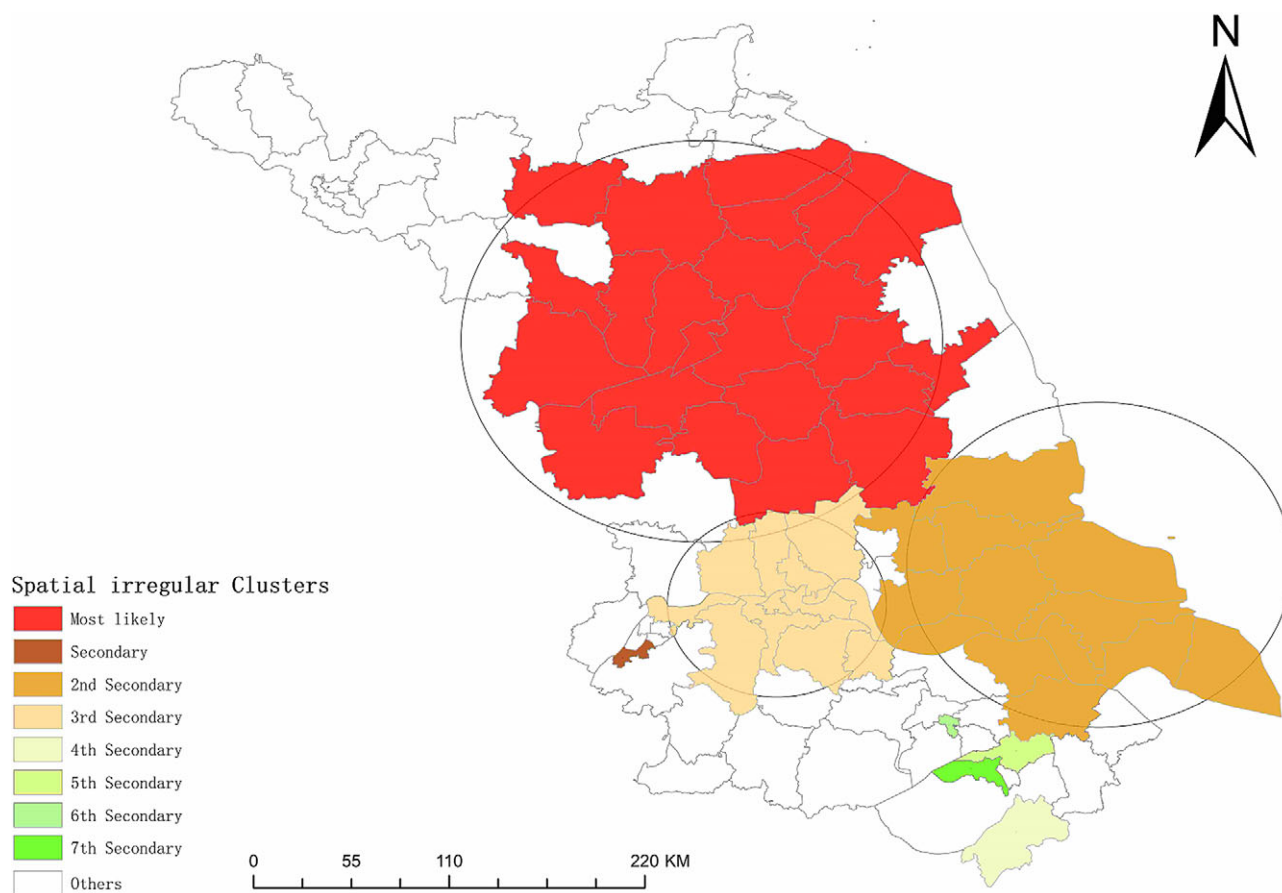 N
Spatial irregular Clusters
Most likely
Secondary
2nd Secondary
3rd Secondary
4th Secondary
5th Secondary
6th Secondary
7th Secondary
Others
0 55 110 220 KM